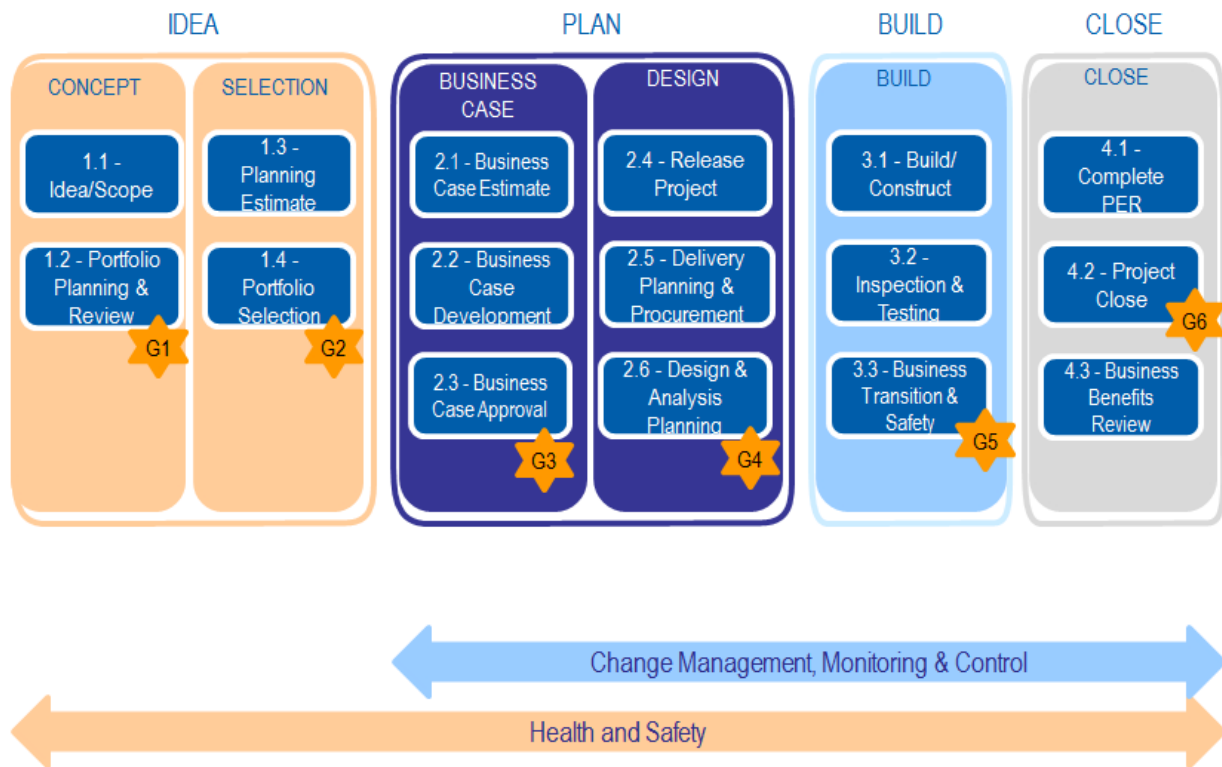 IDEA
PLAN
BUILD
CLOSE
CONCEPT
SELECTION
BUSINESS
CASE
DESIGN
BUILD
CLOSE
1.1 -
Idea/Scope
1.2 - Portfolio
Planning &
Review
G1
1.3 -
Planning
Estimate
1.4 -
Portfolio
Selection
G2
2.1 - Business
Case Estimate
2.2 - Business
Case
Development
2.3 - Business
Case Approval
G3
2.4 - Release
Project
2.5 - Delivery
Planning &
Procurement
2.6 - Design &
Analysis
Planning
G4
3.1 - Build/
Construct
3.2 -
Inspection &
Testing
3.3 - Business
Transition &
Safety
G5
4.1 -
Complete
PER
4.2 - Project
Close
G6
4.3 - Business
Benefits
Review
Change Management, Monitoring & Control
Health and Safety